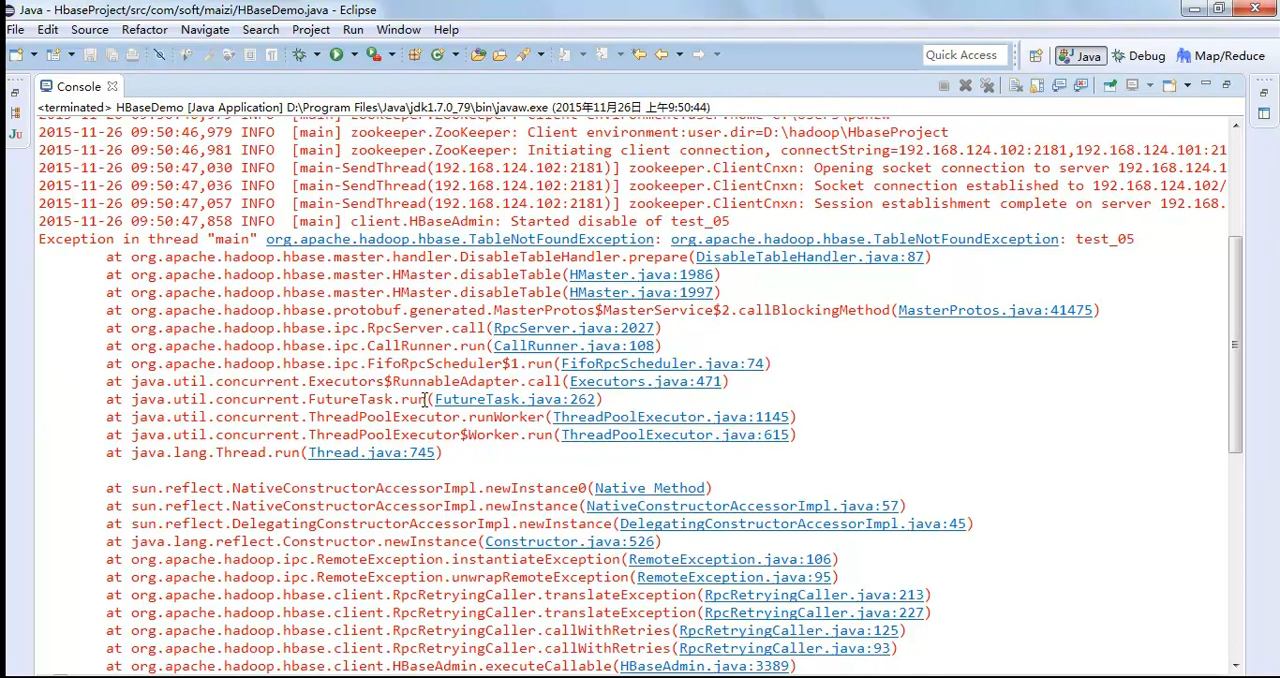 Java - HbaseProject/src/com/soft/maizi/HBaseDemo.java - Eclipse
File Edit Source Refactor Navigate Search Project Run Window Help
Quick Access Java Debug Map/Reduce
Console
<terminated> HBaseDemo [Java Application] D:\Program Files\Java\jdk1.7.0_79\bin\javaw.exe (2015年11月26日 上午9:50:44)
2015-11-26 09:50:46,979 INFO [main] zookeeper.ZooKeeper: Client environment:user.dir=D:\hadoop\HbaseProject
2015-11-26 09:50:46,981 INFO [main] zookeeper.ZooKeeper: Initiating client connection, connectString=192.168.124.102:2181,192.168.124.101:21
2015-11-26 09:50:47,030 INFO [main-SendThread(192.168.124.102:2181)] zookeeper.ClientCnxn: Opening socket connection to server 192.168.124.1
2015-11-26 09:50:47,036 INFO [main-SendThread(192.168.124.102:2181)] zookeeper.ClientCnxn: Socket connection established to 192.168.124.102/
2015-11-26 09:50:47,057 INFO [main-SendThread(192.168.124.102:2181)] zookeeper.ClientCnxn: Session establishment complete on server 192.168.
2015-11-26 09:50:47,858 INFO [main] client.HBaseAdmin: Started disable of test_05
Exception in thread "main" org.apache.hadoop.hbase.TableNotFoundException: org.apache.hadoop.hbase.TableNotFoundException: test_05
at org.apache.hadoop.hbase.master.handler.DisableTableHandler.prepare(DisableTableHandler.java:87)
at org.apache.hadoop.hbase.master.HMaster.disableTable(HMaster.java:1986)
at org.apache.hadoop.hbase.master.HMaster.disableTable(HMaster.java:1997)
at org.apache.hadoop.hbase.protobuf.generated.MasterProtos$MasterService$2.callBlockingMethod(MasterProtos.java:41475)
at org.apache.hadoop.hbase.ipc.RpcServer.call(RpcServer.java:2027)
at org.apache.hadoop.hbase.ipc.CallRunner.run(CallRunner.java:108)
at org.apache.hadoop.hbase.ipc.FifoRpcScheduler$1.run(FifoRpcScheduler.java:74)
at java.util.concurrent.Executors$RunnableAdapter.call(Executors.java:471)
at java.util.concurrent.FutureTask.run(FutureTask.java:262)
at java.util.concurrent.ThreadPoolExecutor.runWorker(ThreadPoolExecutor.java:1145)
at java.util.concurrent.ThreadPoolExecutor$Worker.run(ThreadPoolExecutor.java:615)
at java.lang.Thread.run(Thread.java:745)
at sun.reflect.NativeConstructorAccessorImpl.newInstance0(Native Method)
at sun.reflect.NativeConstructorAccessorImpl.newInstance(NativeConstructorAccessorImpl.java:57)
at sun.reflect.DelegatingConstructorAccessorImpl.newInstance(DelegatingConstructorAccessorImpl.java:45)
at java.lang.reflect.Constructor.newInstance(Constructor.java:526)
at org.apache.hadoop.ipc.RemoteException.instantiateException(RemoteException.java:106)
at org.apache.hadoop.ipc.RemoteException.unwrapRemoteException(RemoteException.java:95)
at org.apache.hadoop.hbase.client.RpcRetryingCaller.translateException(RpcRetryingCaller.java:213)
at org.apache.hadoop.hbase.client.RpcRetryingCaller.translateException(RpcRetryingCaller.java:227)
at org.apache.hadoop.hbase.client.RpcRetryingCaller.callWithRetries(RpcRetryingCaller.java:125)
at org.apache.hadoop.hbase.client.RpcRetryingCaller.callWithRetries(RpcRetryingCaller.java:93)
at org.apache.hadoop.hbase.client.HBaseAdmin.executeCallable(HBaseAdmin.java:3389)